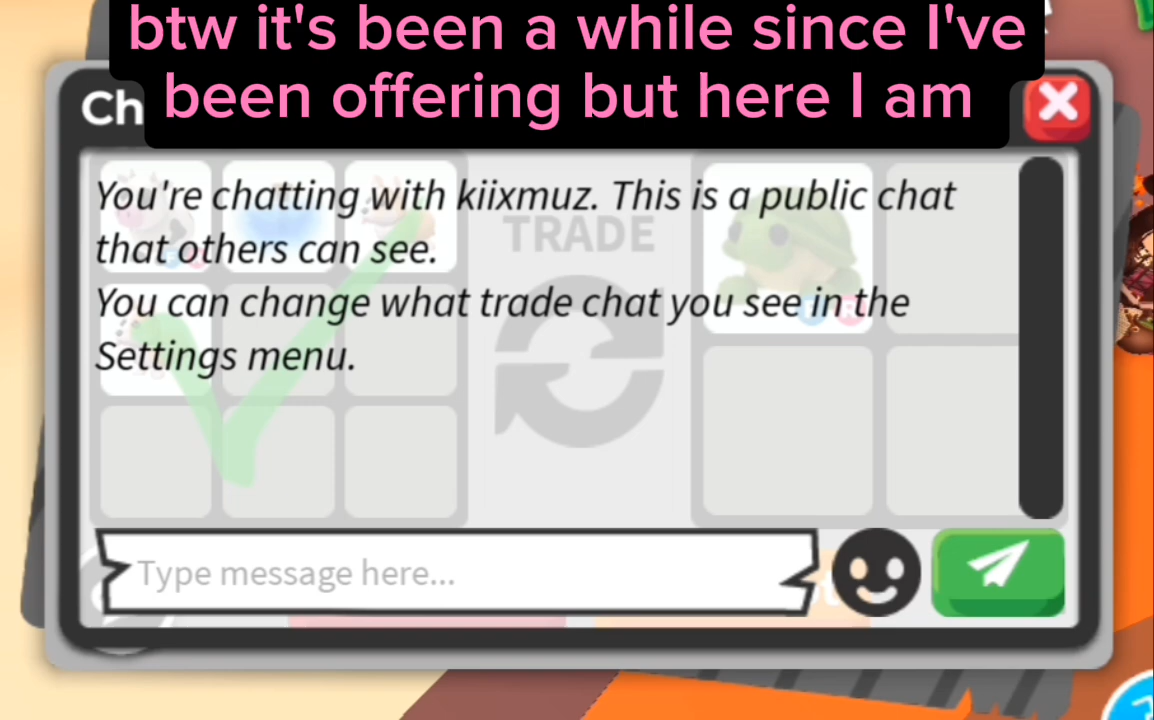 btw it's been a while since I've
been offering but here I am
Ch
You're chatting with kiixmuz. This is a public chat
that others can see.
TRADE
You can change what trade chat you see in the
Settings menu.
Type message here...